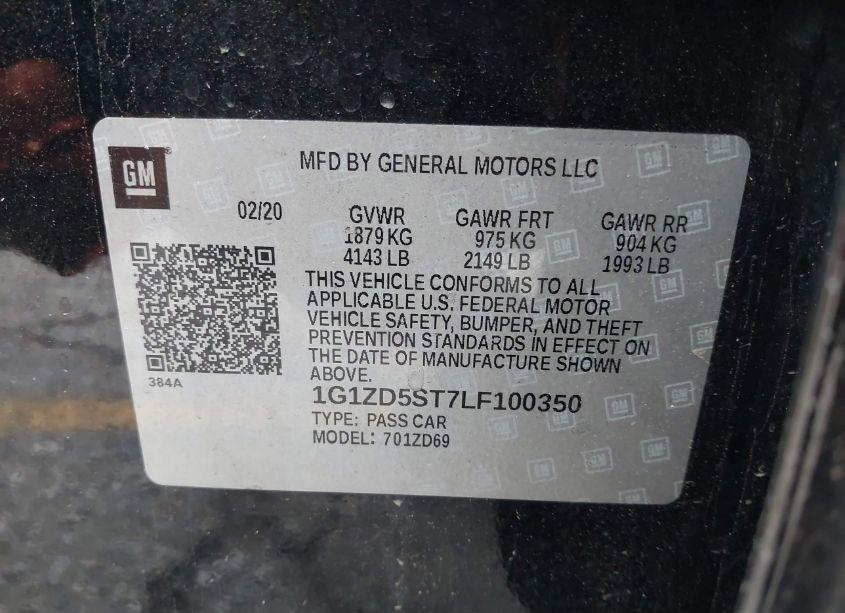 GM
MFD BY GENERAL MOTORS LLC
02/20 GVWR GAWR FRT GAWR RR
1879 KG 975 KG 904 KG
4143 LB 2149 LB 1993 LB
THIS VEHICLE CONFORMS TO ALL
APPLICABLE U.S. FEDERAL MOTOR
VEHICLE SAFETY, BUMPER, AND THEFT
PREVENTION STANDARDS IN EFFECT ON
THE DATE OF MANUFACTURE SHOWN
ABOVE.
384A
1G1ZD5ST7LF100350
TYPE: PASS CAR
MODEL: 701ZD69